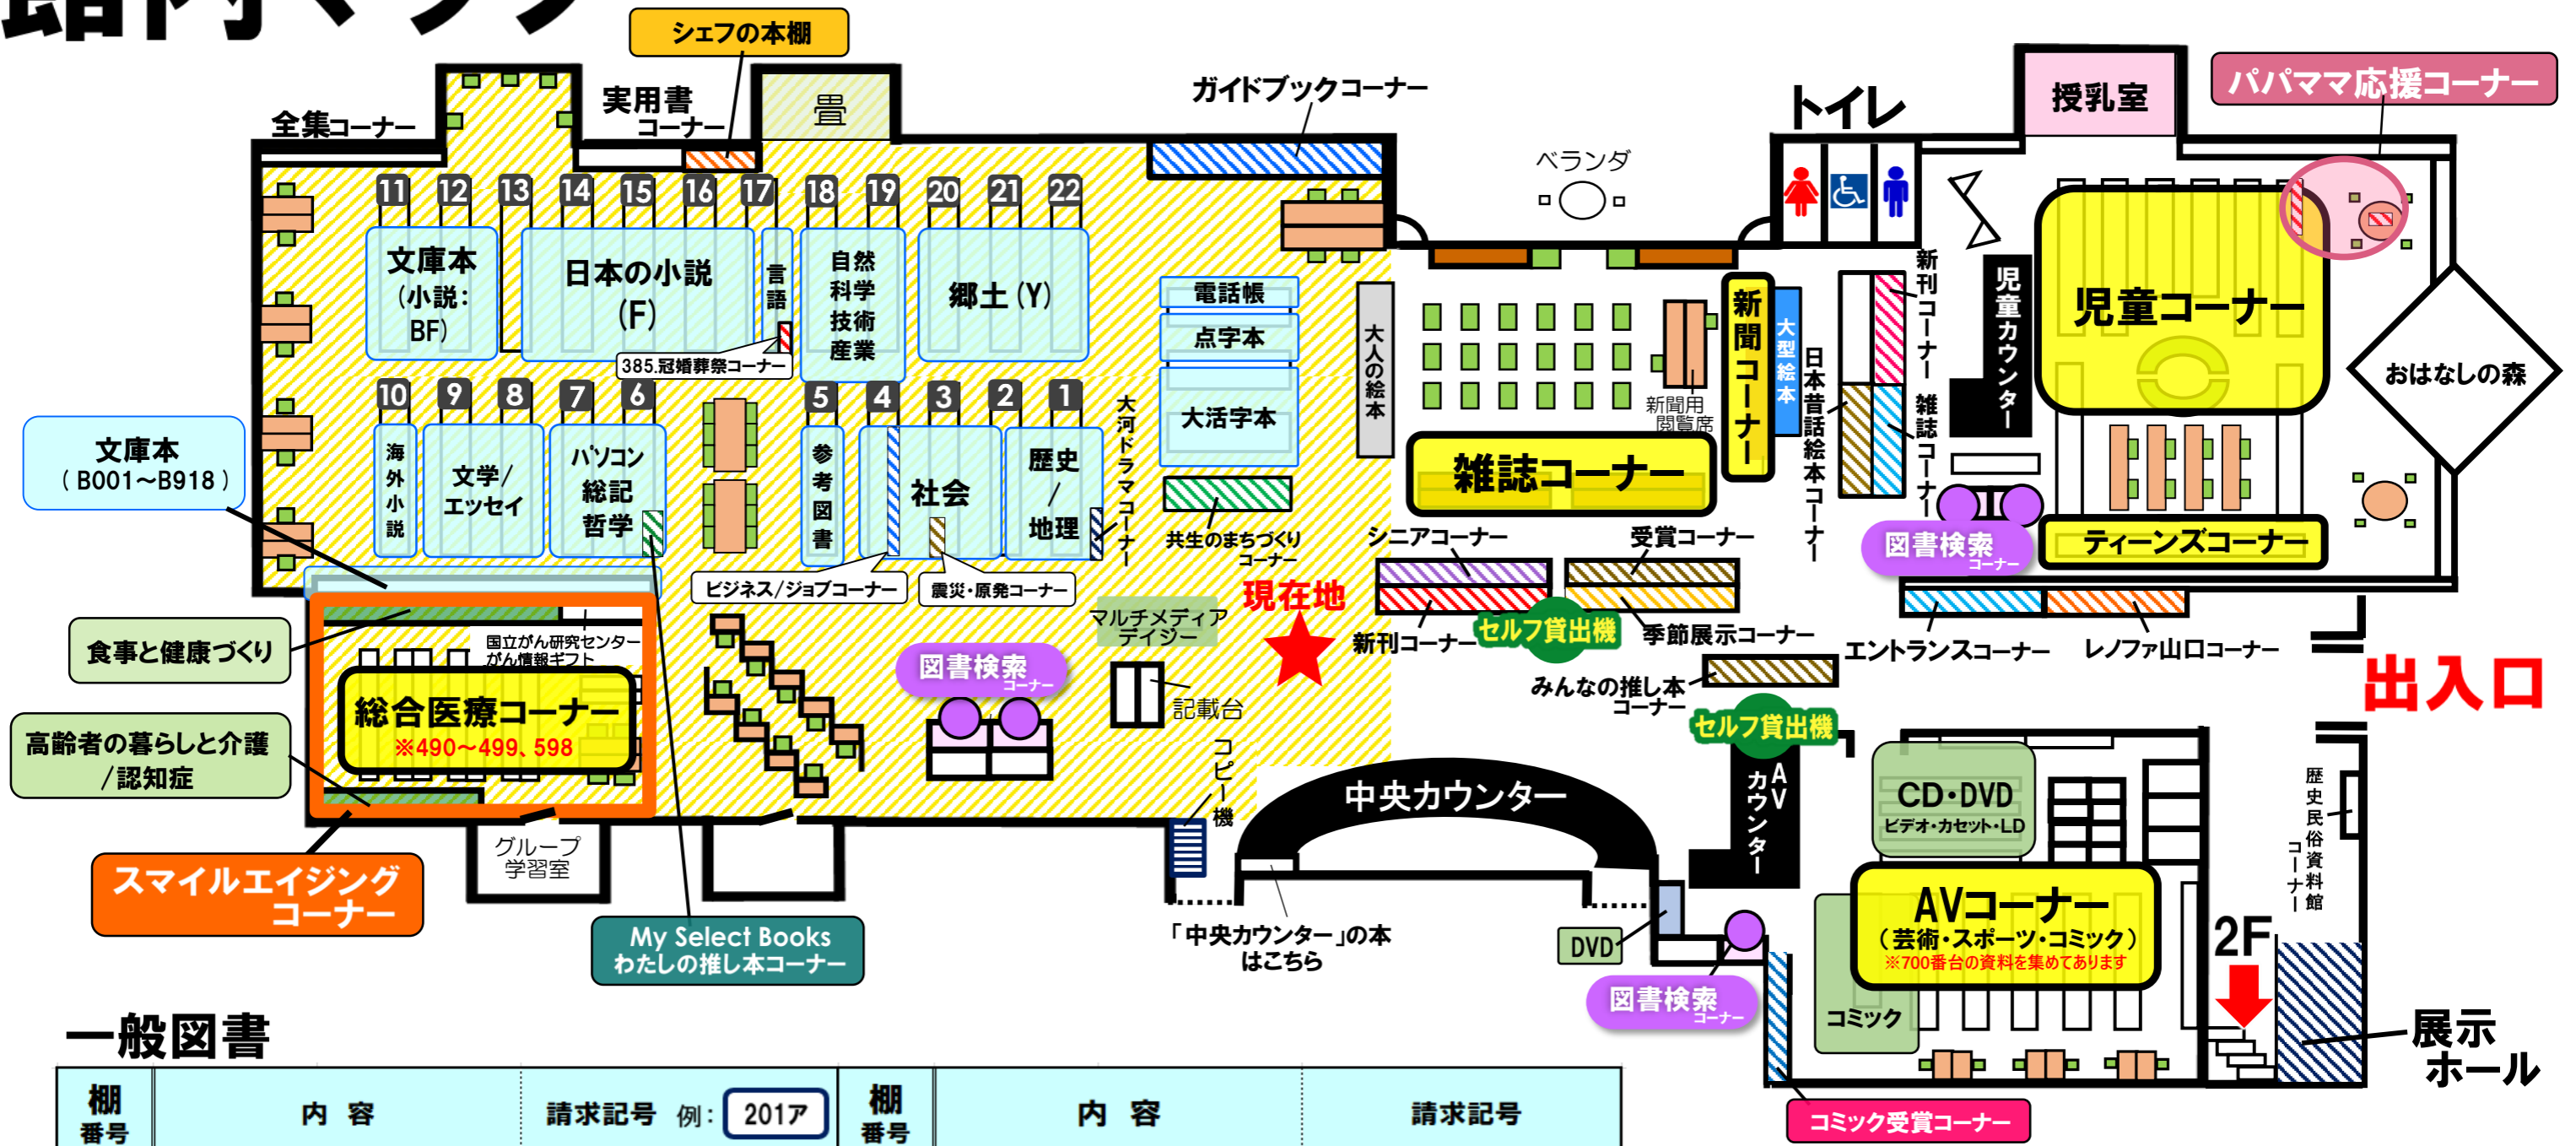 館内マップ
シェフの本棚
全集コーナー
実用書
コーナー
畳
ガイドブックコーナー
ベランダ
トイレ
授乳室
パパママ応援コーナー
11
12
13
14
15
16
17
18
19
20
21
22
文庫本
(小説:
BF)
日本の小説
(F)
言語
385.冠婚葬祭コーナー
自然
科学
技術
産業
郷土(Y)
電話帳
点字本
大活字本
大人の絵本
新聞コーナー
大型絵本
新聞用
閲覧席
雑誌コーナー
日本昔話絵本コーナー
新刊コーナー
雑誌コーナー
児童カウンター
児童コーナー
おはなしの森
図書検索
コーナー
ティーンズコーナー
10
9
8
7
6
5
4
3
2
1
文庫本
(B001～B918)
海外小説
文学/
エッセイ
パソコン
総記
哲学
参考図書
社会
歴史
/
地理
大河ドラマコーナー
ビジネス/ジョブコーナー
震災・原発コーナー
共生のまちづくり
コーナー
シニアコーナー
新刊コーナー
受賞コーナー
季節展示コーナー
セルフ貸出機
みんなの推し本
コーナー
セルフ貸出機
エントランスコーナー
レノファ山口コーナー
出入口
現在地
マルチメディア
デイジー
図書検索
コーナー
記載台
コピー機
食事と健康づくり
国立がん研究センター
がん情報ギフト
総合医療コーナー
※490～499、598
高齢者の暮らしと介護
/認知症
スマイルエイジング
コーナー
グループ
学習室
My Select Books
わたしの推し本コーナー
中央カウンター
「中央カウンター」の本
はこちら
AV
カウンター
DVD
図書検索
コーナー
CD・DVD
ビデオ・カセット・LD
AVコーナー
(芸術・スポーツ・コミック)
※700番台の資料を集めてあります
コミック
コミック受賞コーナー
歴史民俗資料館
コーナー
2F
展示
ホール
一般図書
棚
番号
内 容
請求記号 例: 201ア
棚
番号
内 容
請求記号